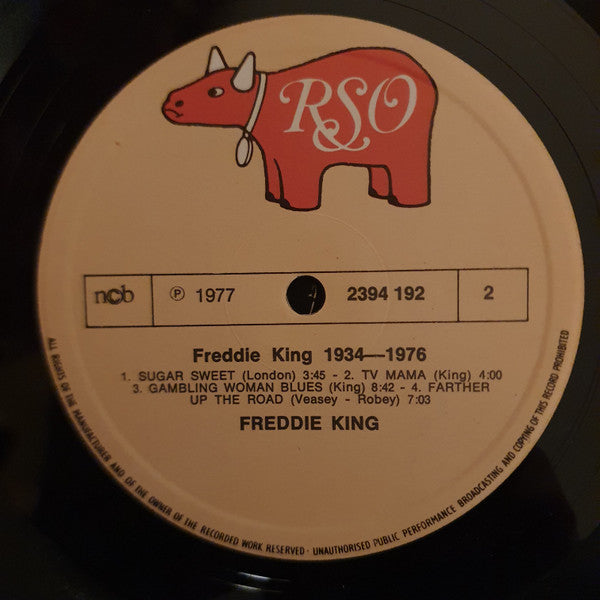 RSO
ncb
℗ 1977
2394 192
2
Freddie King 1934—1976
1. SUGAR SWEET (London) 3:45 - 2. TV MAMA (King) 4:00
3. GAMBLING WOMAN BLUES (King) 8:42 - 4. FARTHER
UP THE ROAD (Veasey - Robey) 7:03
FREDDIE KING
ALL RIGHTS OF THE MANUFACTURER AND OF THE OWNER OF THE RECORDED WORK RESERVED · UNAUTHORISED PUBLIC PERFORMANCE BROADCASTING AND COPYING OF THIS RECORD PROHIBITED